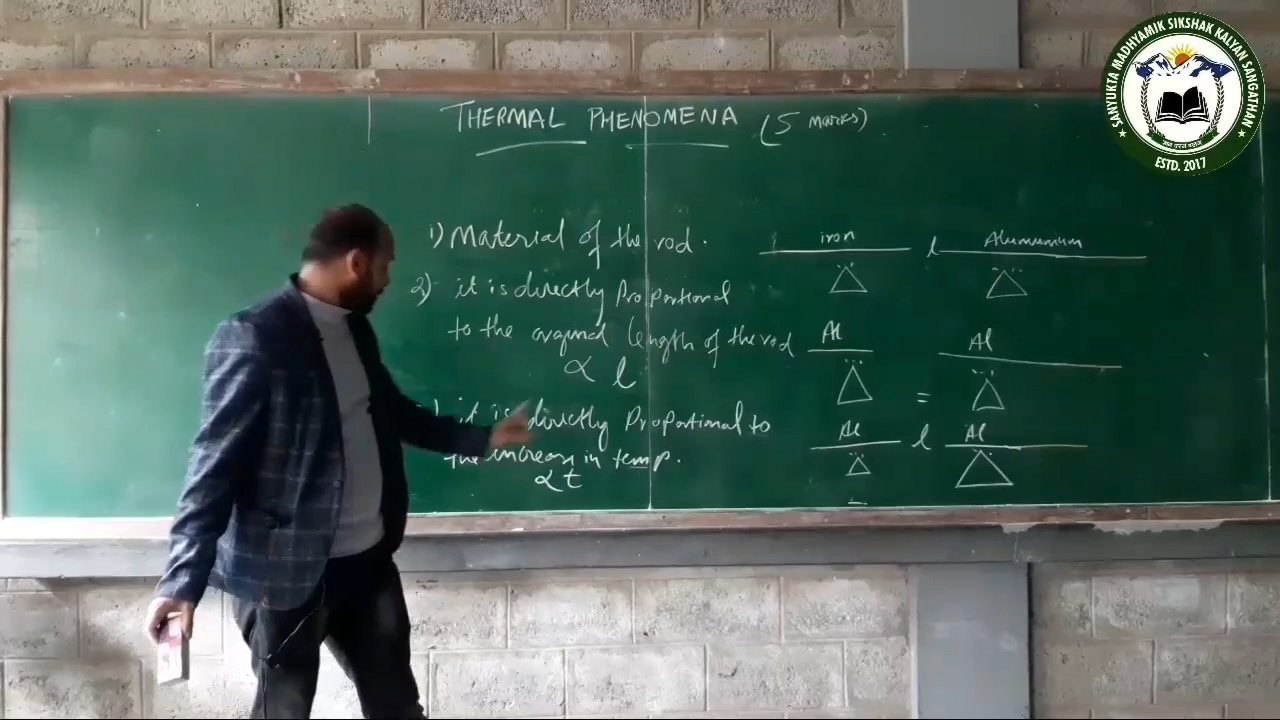 THERMAL PHENOMENA (5 marks)
1) Material of the rod.
2) it is directly Proportional
to the length of the rod
∝ l
it is directly Proportional to
the increase in temp.
∝ t
iron
l
Aluminium
Al
Al
=
Al
l
Al
SANYUKTA MADHYAMIK SIKSHAK KALYAN SANGATHAN
ESTD. 2017